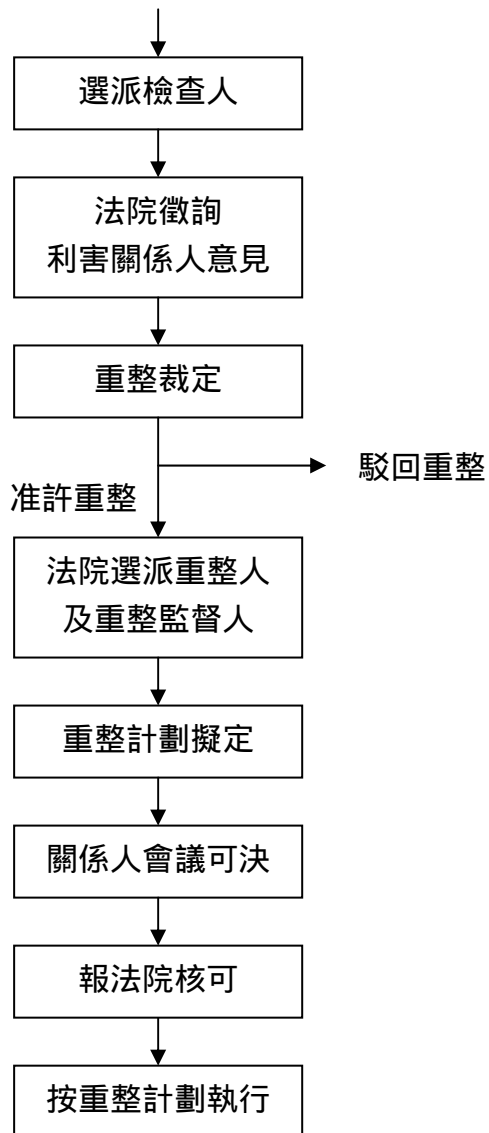 選派檢查人
法院徵詢
利害關係人意見
重整裁定
駁回重整
准許重整
法院選派重整人
及重整監督人
重整計劃擬定
關係人會議可決
報法院核可
按重整計劃執行